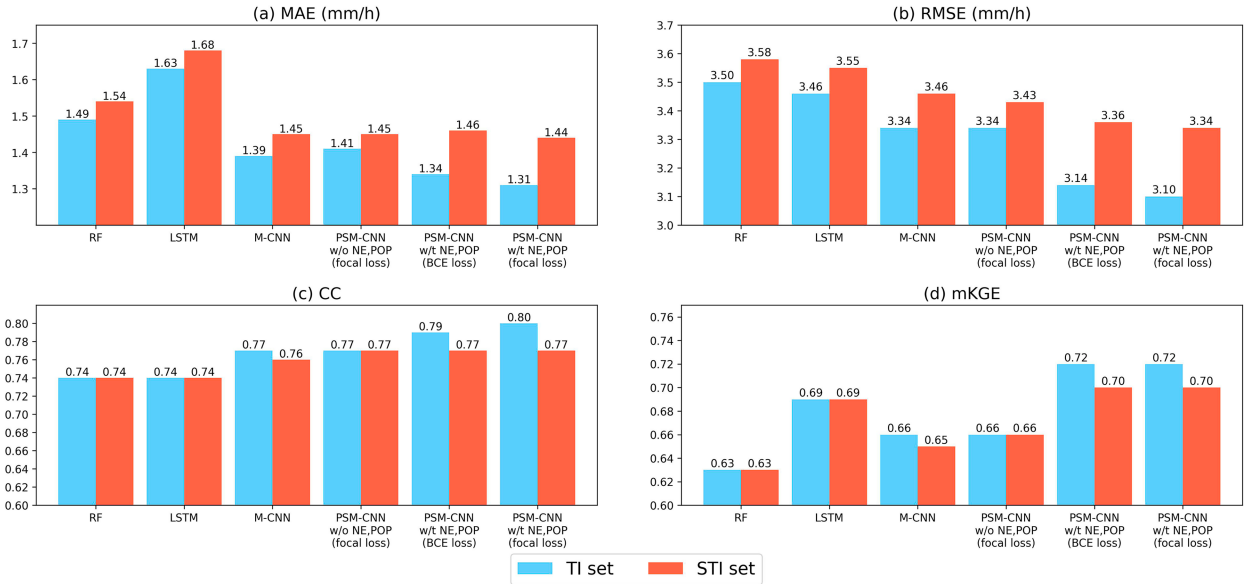 (a) MAE (mm/h)
1.7
1.6
1.5
1.4
1.3
1.49
1.54
1.63
1.68
1.39
1.45
1.41
1.45
1.34
1.46
1.31
1.44
RF
LSTM
M-CNN
PSM-CNN
w/o NE,POP
(focal loss)
PSM-CNN
w/t NE,POP
(BCE loss)
PSM-CNN
w/t NE,POP
(focal loss)
(b) RMSE (mm/h)
3.7
3.6
3.5
3.4
3.3
3.2
3.1
3.0
3.50
3.58
3.46
3.55
3.34
3.46
3.34
3.43
3.14
3.36
3.10
3.34
RF
LSTM
M-CNN
PSM-CNN
w/o NE,POP
(focal loss)
PSM-CNN
w/t NE,POP
(BCE loss)
PSM-CNN
w/t NE,POP
(focal loss)
(c) CC
0.80
0.78
0.76
0.74
0.72
0.70
0.68
0.66
0.64
0.62
0.60
0.74
0.74
0.74
0.74
0.77
0.76
0.77
0.77
0.79
0.77
0.80
0.77
RF
LSTM
M-CNN
PSM-CNN
w/o NE,POP
(focal loss)
PSM-CNN
w/t NE,POP
(BCE loss)
PSM-CNN
w/t NE,POP
(focal loss)
(d) mKGE
0.76
0.74
0.72
0.70
0.68
0.66
0.64
0.62
0.60
0.63
0.63
0.69
0.69
0.66
0.65
0.66
0.66
0.72
0.70
0.72
0.70
RF
LSTM
M-CNN
PSM-CNN
w/o NE,POP
(focal loss)
PSM-CNN
w/t NE,POP
(BCE loss)
PSM-CNN
w/t NE,POP
(focal loss)
TI set
STI set